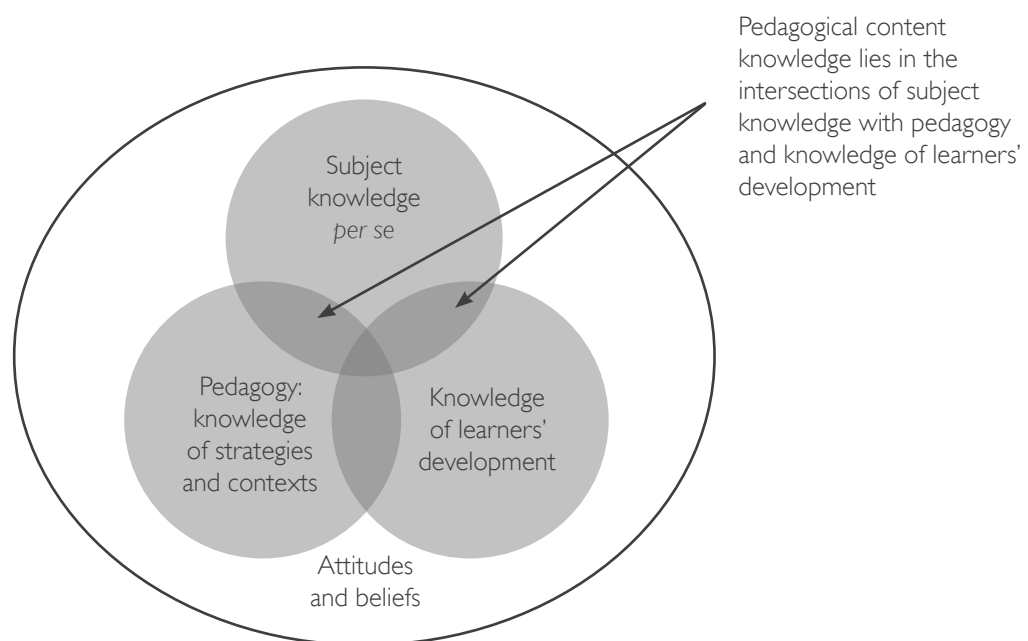 Pedagogical content
knowledge lies in the
intersections of subject
knowledge with pedagogy
and knowledge of learners’
development
Subject
knowledge
per se
Pedagogy:
knowledge
of strategies
and contexts
Knowledge
of learners’
development
Attitudes
and beliefs